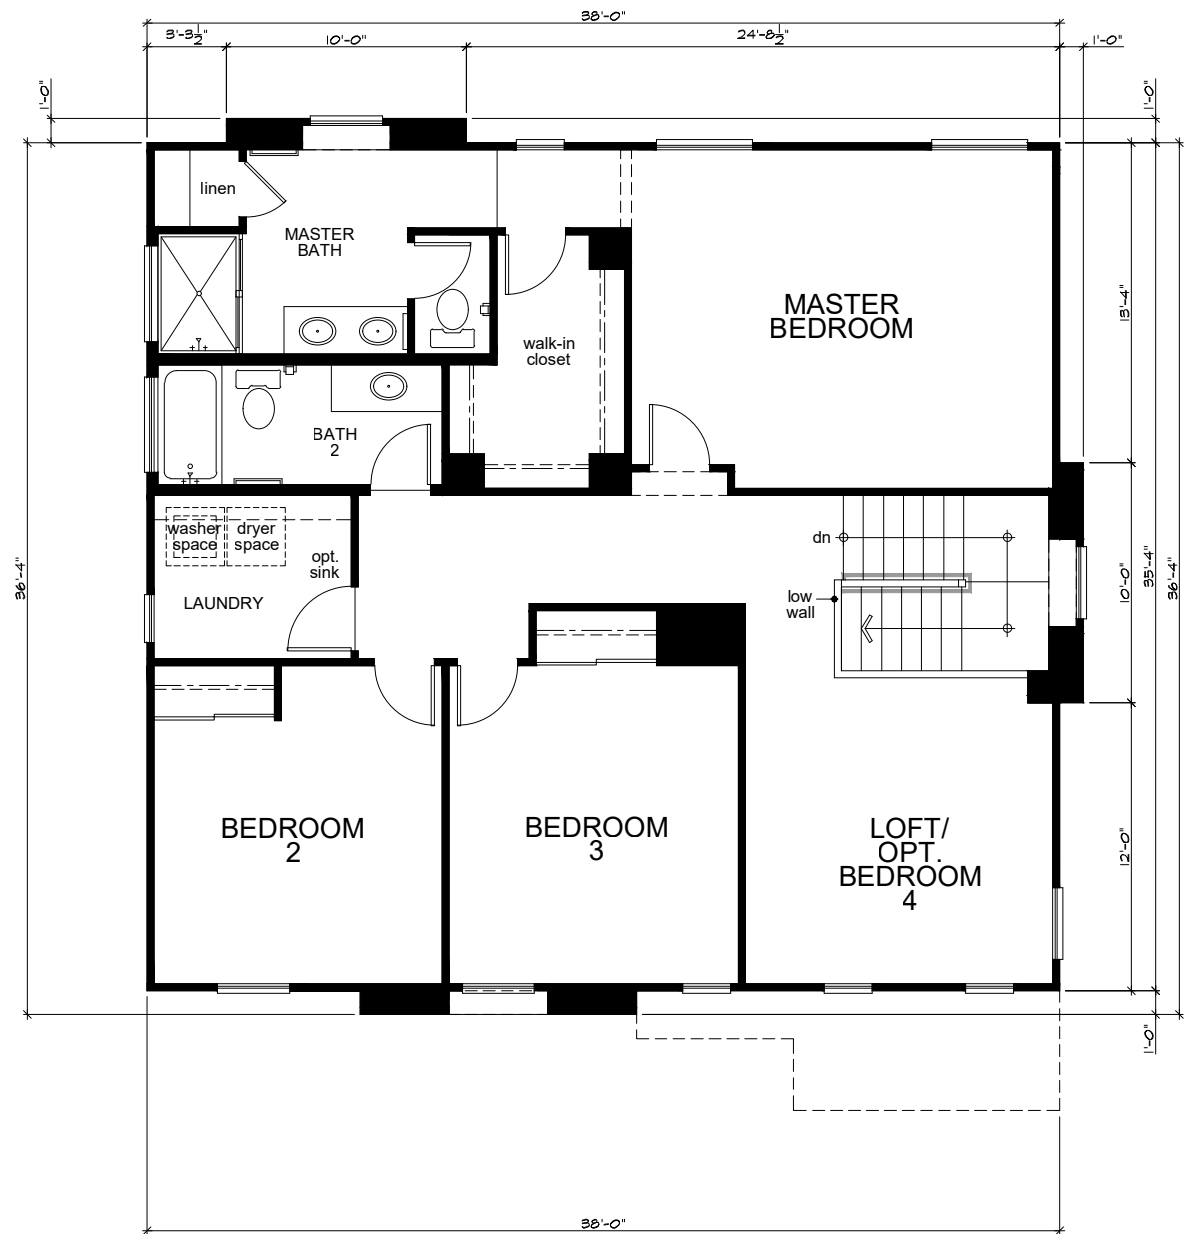 38'-0"
3'-3½"
10'-0"
24'-8½"
1'-0"
1'-0"
1'-0"
linen
MASTER
BATH
walk-in
closet
MASTER
BEDROOM
13'-4"
BATH
2
washer
space
dryer
space
opt.
sink
LAUNDRY
dn
low
wall
36'-4"
10'-0"
35'-4"
36'-4"
BEDROOM
2
BEDROOM
3
LOFT/
OPT.
BEDROOM
4
12'-0"
1'-0"
38'-0"